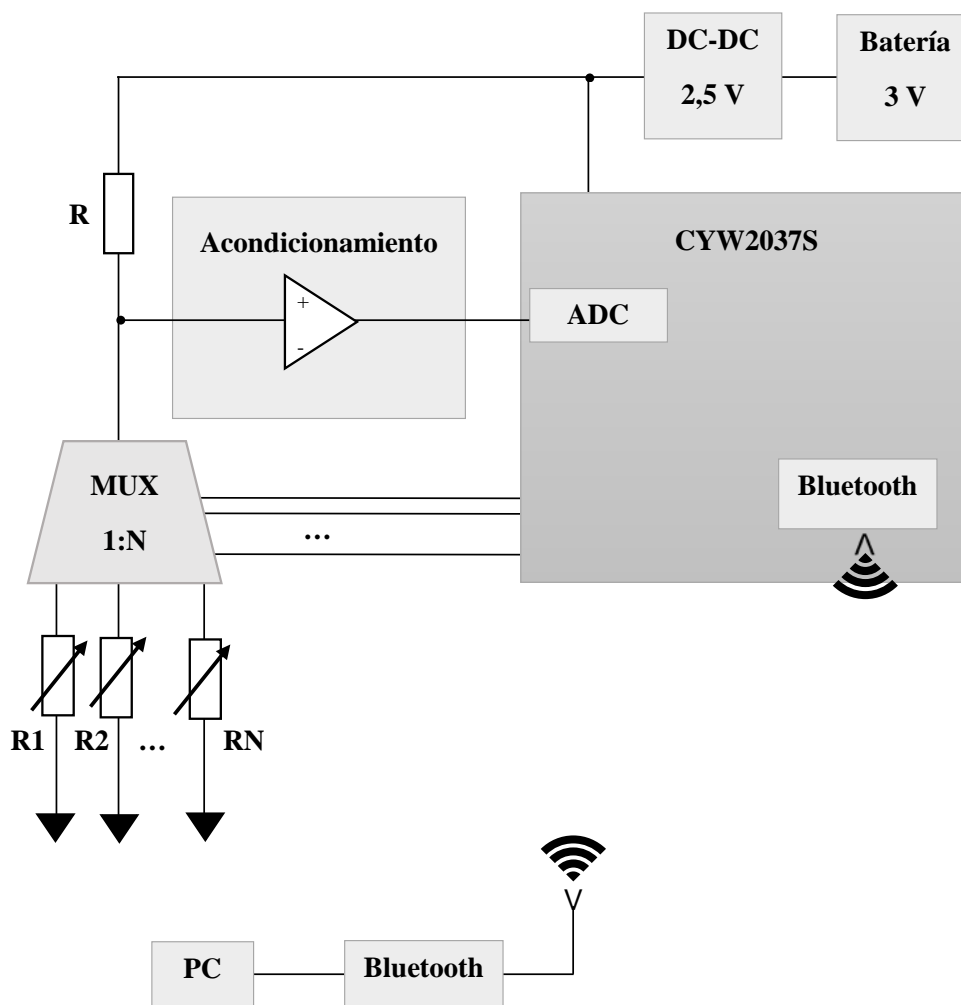 DC-DC
2,5 V
Batería
3 V
R
Acondicionamiento
+
-
CYW2037S
ADC
MUX
1:N
...
Bluetooth
R1
R2
...
RN
PC
Bluetooth